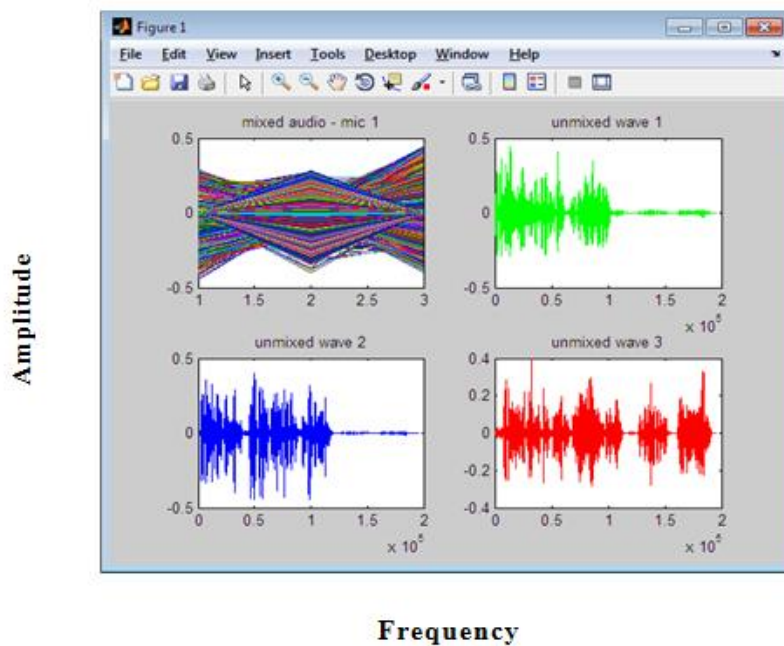 Figure 1
File Edit View Insert Tools Desktop Window Help
mixed audio - mic 1
0.5
0
-0.5
1 1.5 2 2.5 3
unmixed wave 1
0.5
0
-0.5
0 0.5 1 1.5 2
x 10^5
unmixed wave 2
0.5
0
-0.5
0 0.5 1 1.5 2
x 10^5
unmixed wave 3
0.4
0.2
0
-0.2
-0.4
0 0.5 1 1.5 2
x 10^5
Amplitude
Frequency